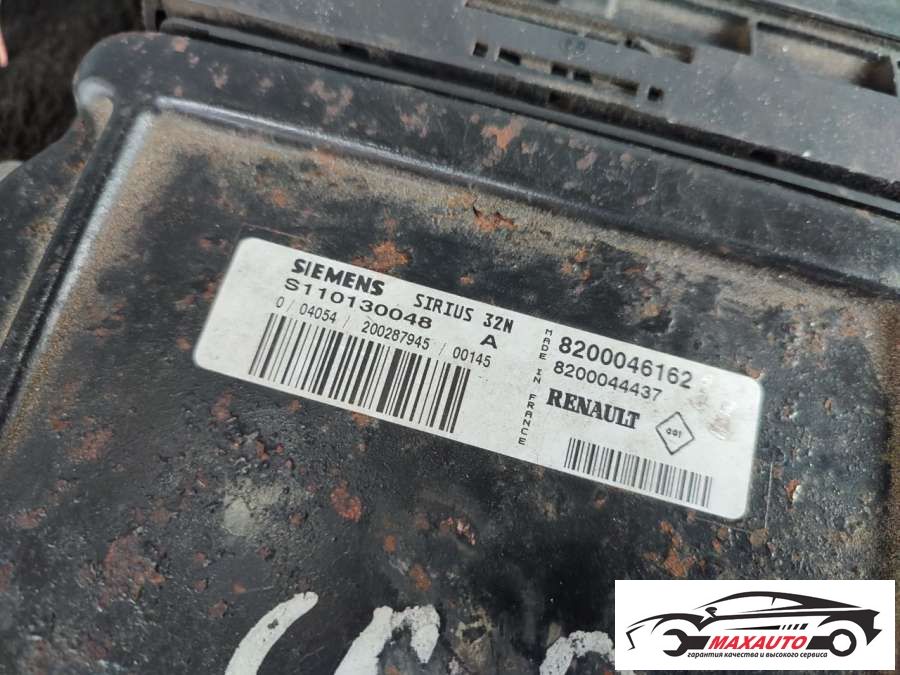 SIEMENS SIRIUS 32N
S110130048 A
0 / 04054 / 200287945 / 00145
MADE IN FRANCE
8200046162
8200044437
RENAULT
001
MAXAUTO
гарантия качества и высокого сервиса